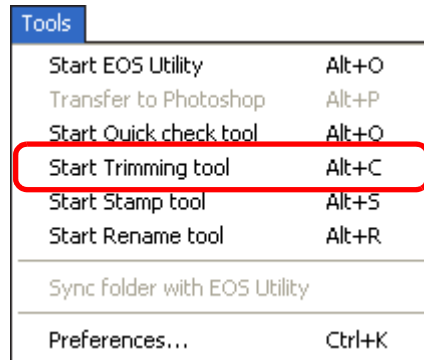 Tools
Start EOS Utility Alt+O
Transfer to Photoshop Alt+P
Start Quick check tool Alt+Q
Start Trimming tool Alt+C
Start Stamp tool Alt+S
Start Rename tool Alt+R
Sync folder with EOS Utility
Preferences... Ctrl+K